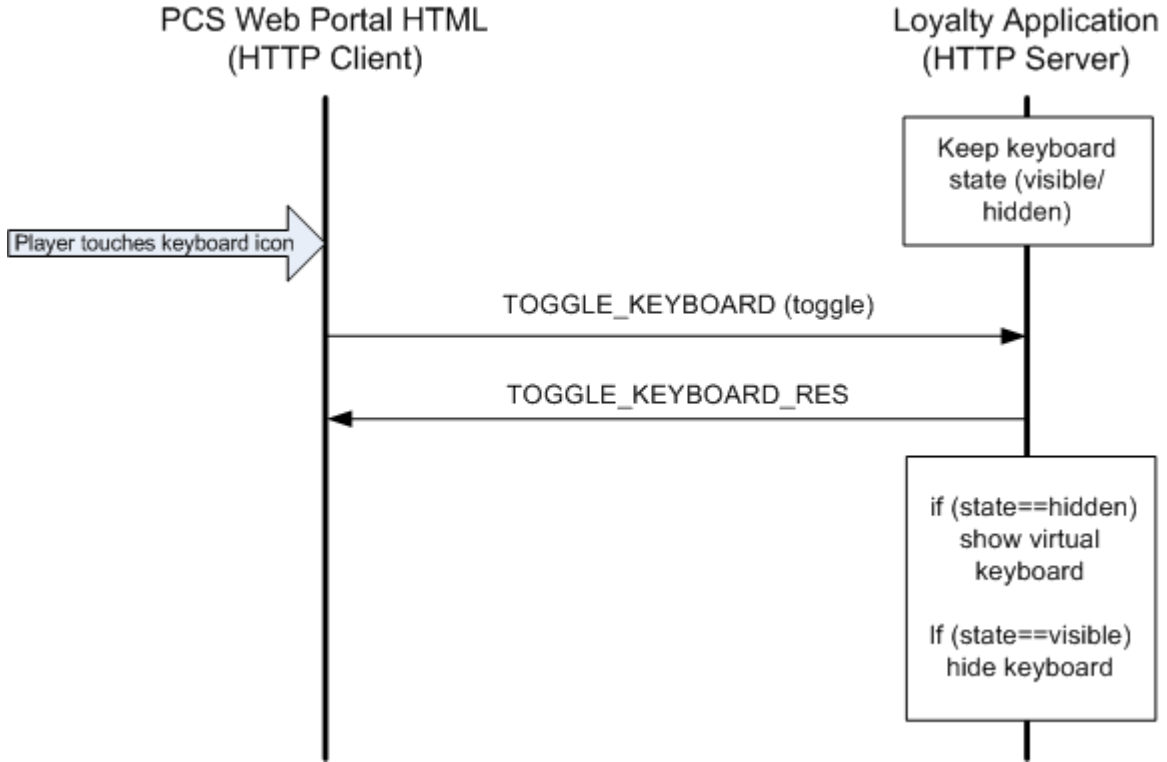 PCS Web Portal HTML
(HTTP Client)
Loyalty Application
(HTTP Server)
Keep keyboard
state (visible/
hidden)
Player touches keyboard icon
TOGGLE_KEYBOARD (toggle)
TOGGLE_KEYBOARD_RES
if (state==hidden)
show virtual
keyboard
If (state==visible)
hide keyboard